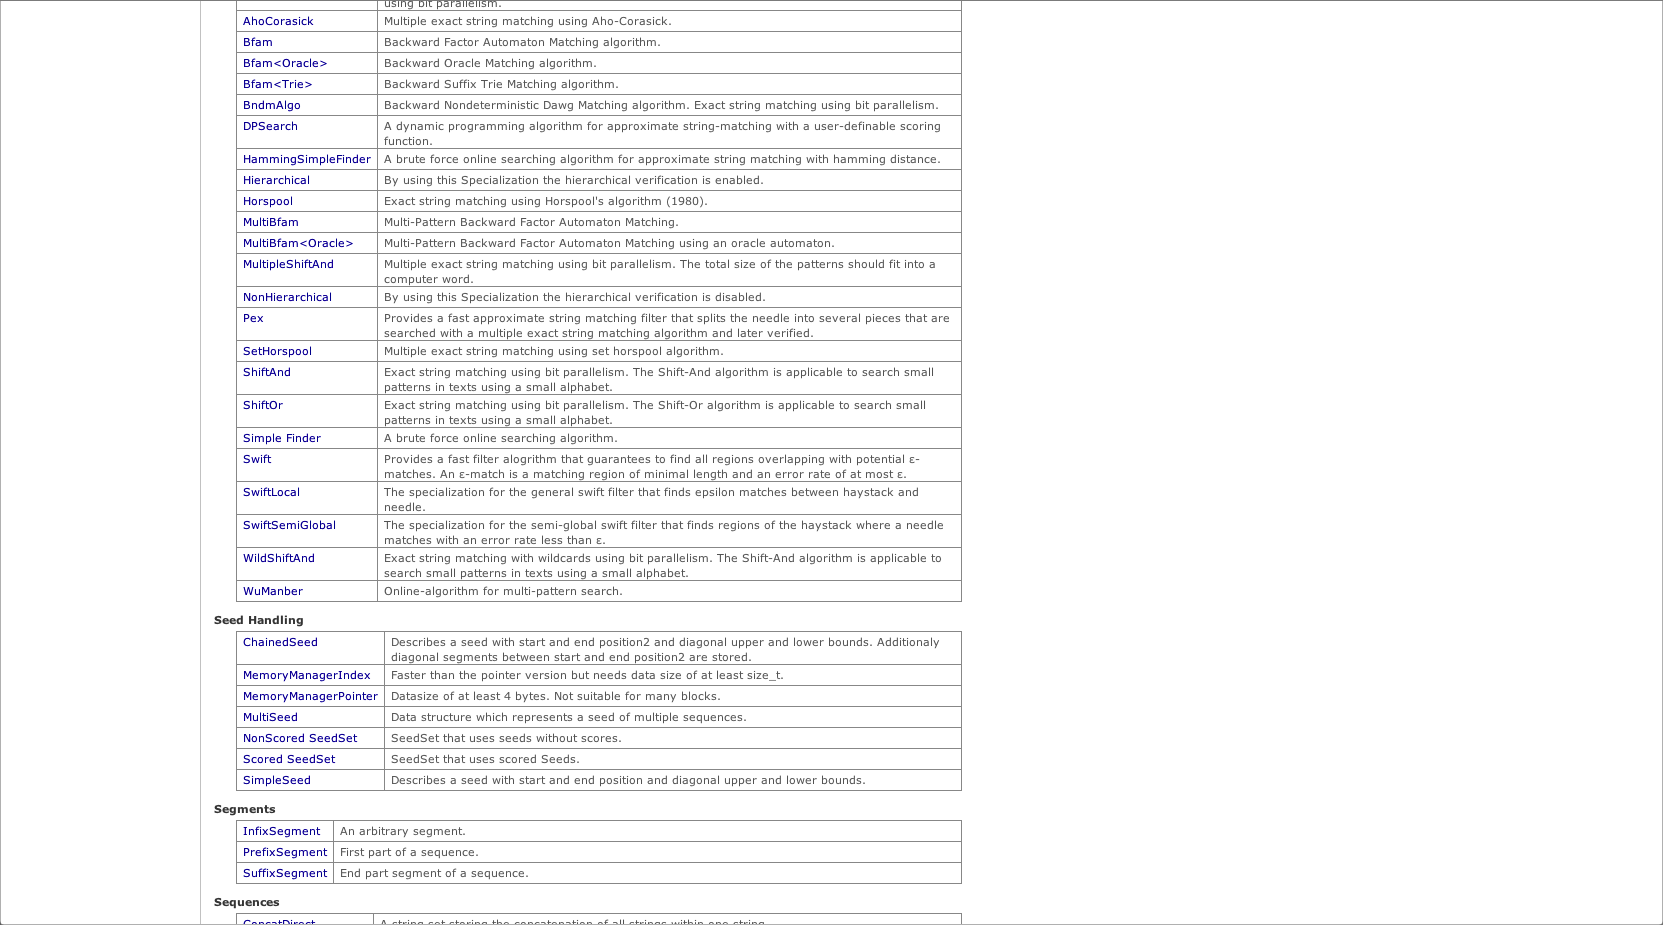 using bit parallelism.
AhoCorasick Multiple exact string matching using Aho-Corasick.
Bfam Backward Factor Automaton Matching algorithm.
Bfam<Oracle> Backward Oracle Matching algorithm.
Bfam<Trie> Backward Suffix Trie Matching algorithm.
BndmAlgo Backward Nondeterministic Dawg Matching algorithm. Exact string matching using bit parallelism.
DPSearch A dynamic programming algorithm for approximate string-matching with a user-definable scoring
function.
HammingSimpleFinder A brute force online searching algorithm for approximate string matching with hamming distance.
Hierarchical By using this Specialization the hierarchical verification is enabled.
Horspool Exact string matching using Horspool's algorithm (1980).
MultiBfam Multi-Pattern Backward Factor Automaton Matching.
MultiBfam<Oracle> Multi-Pattern Backward Factor Automaton Matching using an oracle automaton.
MultipleShiftAnd Multiple exact string matching using bit parallelism. The total size of the patterns should fit into a
computer word.
NonHierarchical By using this Specialization the hierarchical verification is disabled.
Pex Provides a fast approximate string matching filter that splits the needle into several pieces that are
searched with a multiple exact string matching algorithm and later verified.
SetHorspool Multiple exact string matching using set horspool algorithm.
ShiftAnd Exact string matching using bit parallelism. The Shift-And algorithm is applicable to search small
patterns in texts using a small alphabet.
ShiftOr Exact string matching using bit parallelism. The Shift-Or algorithm is applicable to search small
patterns in texts using a small alphabet.
Simple Finder A brute force online searching algorithm.
Swift Provides a fast filter alogrithm that guarantees to find all regions overlapping with potential ε-
matches. An ε-match is a matching region of minimal length and an error rate of at most ε.
SwiftLocal The specialization for the general swift filter that finds epsilon matches between haystack and
needle.
SwiftSemiGlobal The specialization for the semi-global swift filter that finds regions of the haystack where a needle
matches with an error rate less than ε.
WildShiftAnd Exact string matching with wildcards using bit parallelism. The Shift-And algorithm is applicable to
search small patterns in texts using a small alphabet.
WuManber Online-algorithm for multi-pattern search.
Seed Handling
ChainedSeed Describes a seed with start and end position2 and diagonal upper and lower bounds. Additionaly
diagonal segments between start and end position2 are stored.
MemoryManagerIndex Faster than the pointer version but needs data size of at least size_t.
MemoryManagerPointer Datasize of at least 4 bytes. Not suitable for many blocks.
MultiSeed Data structure which represents a seed of multiple sequences.
NonScored SeedSet SeedSet that uses seeds without scores.
Scored SeedSet SeedSet that uses scored Seeds.
SimpleSeed Describes a seed with start and end position and diagonal upper and lower bounds.
Segments
InfixSegment An arbitrary segment.
PrefixSegment First part of a sequence.
SuffixSegment End part segment of a sequence.
Sequences
ConcatDirect A string set storing the concatenation of all strings within one string.